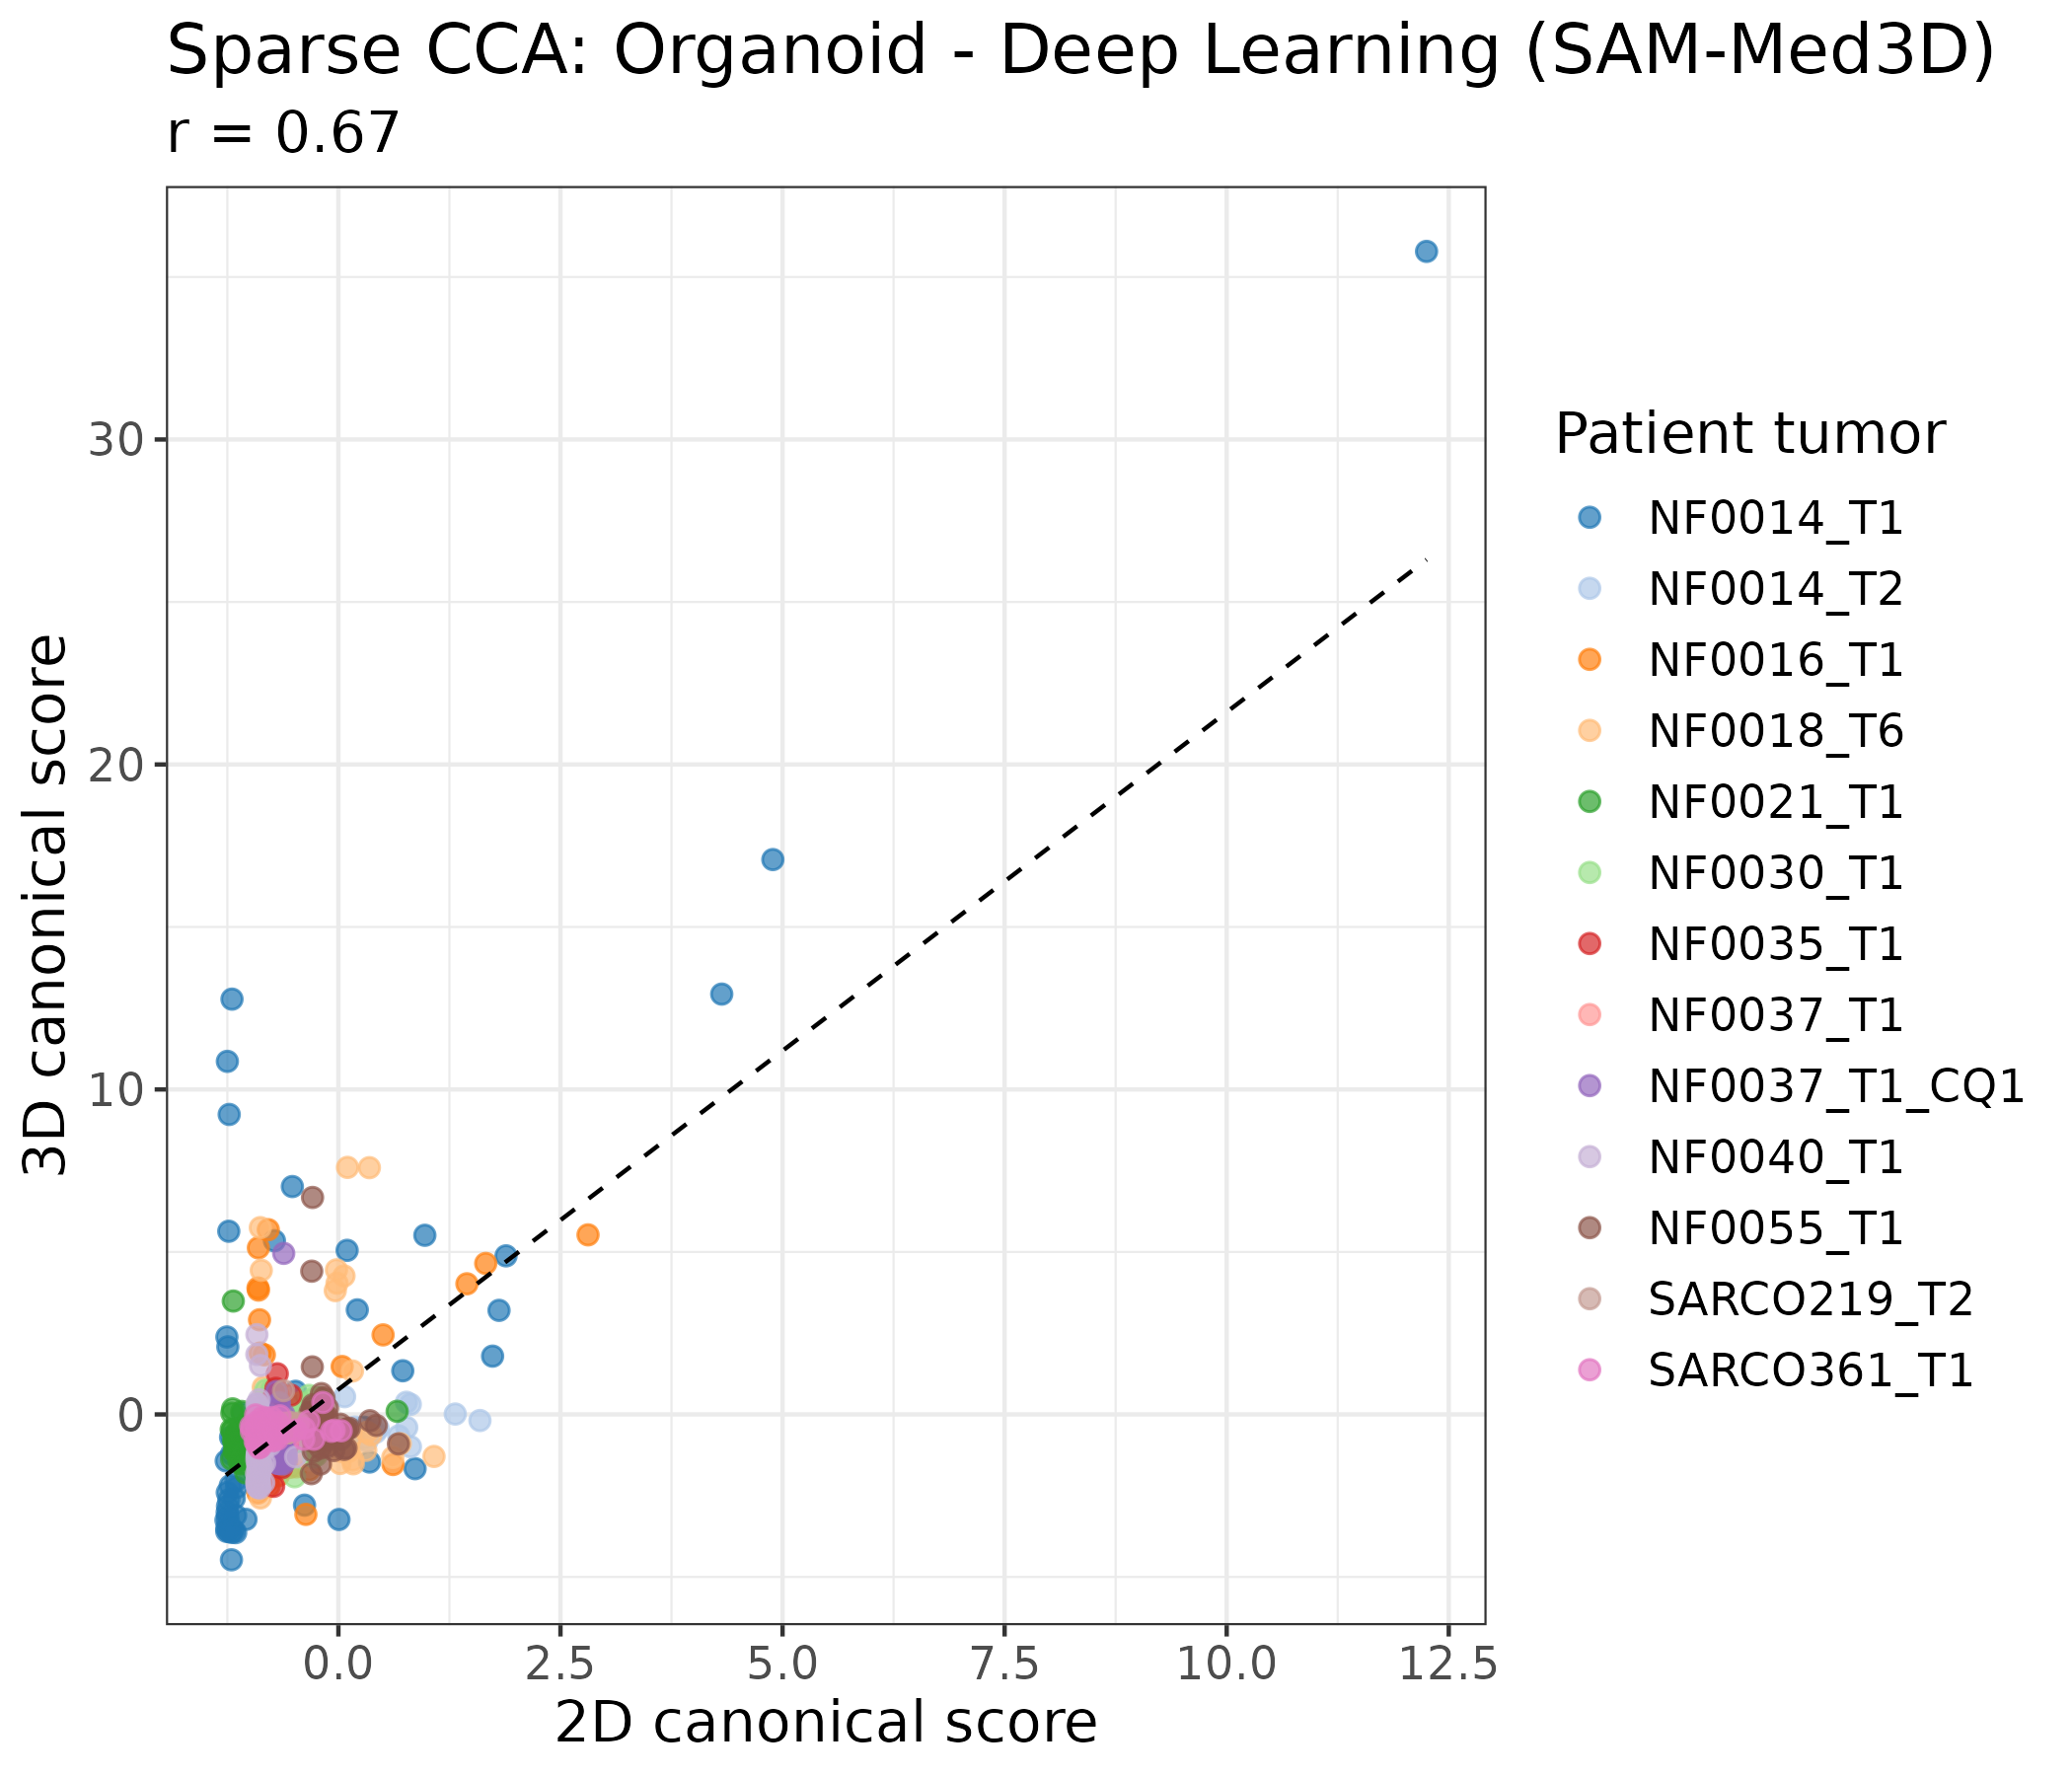 Sparse CCA: Organoid - Deep Learning (SAM-Med3D)
r = 0.67
3D canonical score
30
20
10
0
0.0 2.5 5.0 7.5 10.0 12.5
2D canonical score
Patient tumor
NF0014_T1
NF0014_T2
NF0016_T1
NF0018_T6
NF0021_T1
NF0030_T1
NF0035_T1
NF0037_T1
NF0037_T1_CQ1
NF0040_T1
NF0055_T1
SARCO219_T2
SARCO361_T1